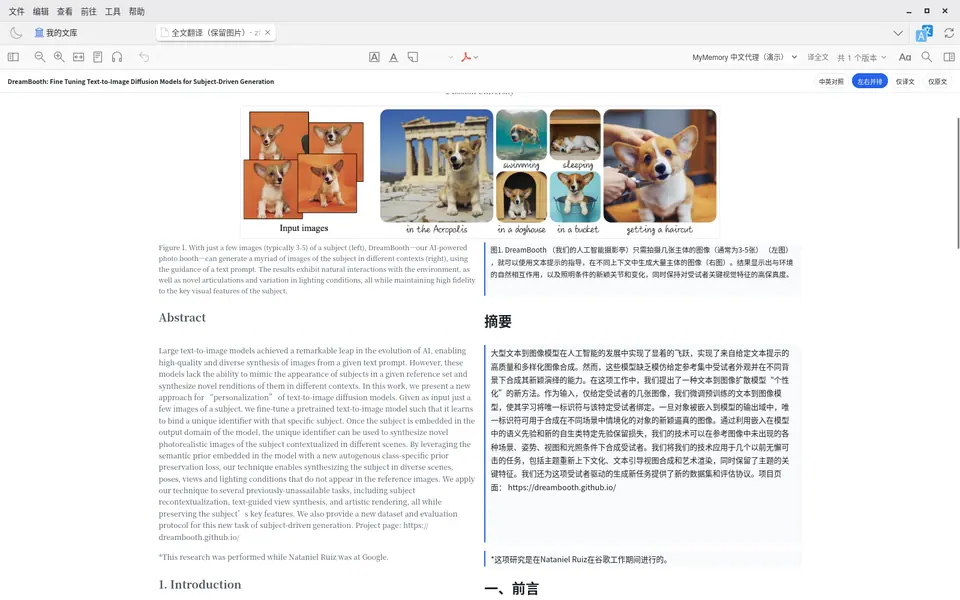 文件 编辑 查看 前往 工具 帮助
我的文库
全文翻译（保留图片）· z
MyMemory 中文代理（演示）
译全文
共 1 个版本
Aα
DreamBooth: Fine Tuning Text-to-Image Diffusion Models for Subject-Driven Generation
中英对照 左右并排 仅译文 仅原文
swimming
sleeping
Input images
in the Acropolis
in a doghouse
in a bucket
getting a haircut
Figure 1. With just a few images (typically 3-5) of a subject (left), DreamBooth—our AI-powered
photo booth—can generate a myriad of images of the subject in different contexts (right), using
the guidance of a text prompt. The results exhibit natural interactions with the environment, as
well as novel articulations and variation in lighting conditions, all while maintaining high fidelity
to the key visual features of the subject.
图1. DreamBooth （我们的人工智能摄影亭）只需拍摄几张主体的图像（通常为3-5张）（左图）
，就可以使用文本提示的指导，在不同上下文中生成大量主体的图像（右图）。结果显示出与环境
的自然相互作用，以及照明条件的新颖关节和变化，同时保持对受试者关键视觉特征的高保真度。
Abstract
摘要
Large text-to-image models achieved a remarkable leap in the evolution of AI, enabling
high-quality and diverse synthesis of images from a given text prompt. However, these
models lack the ability to mimic the appearance of subjects in a given reference set and
synthesize novel renditions of them in different contexts. In this work, we present a new
approach for “personalization” of text-to-image diffusion models. Given as input just a
few images of a subject, we fine-tune a pretrained text-to-image model such that it learns
to bind a unique identifier with that specific subject. Once the subject is embedded in the
output domain of the model, the unique identifier can be used to synthesize novel
photorealistic images of the subject contextualized in different scenes. By leveraging the
semantic prior embedded in the model with a new autogenous class-specific prior
preservation loss, our technique enables synthesizing the subject in diverse scenes,
poses, views and lighting conditions that do not appear in the reference images. We apply
our technique to several previously-unassailable tasks, including subject
recontextualization, text-guided view synthesis, and artistic rendering, all while
preserving the subject’s key features. We also provide a new dataset and evaluation
protocol for this new task of subject-driven generation. Project page: https://
dreambooth.github.io/
大型文本到图像模型在人工智能的发展中实现了显着的飞跃，实现了来自给定文本提示的
高质量和多样化图像合成。然而，这些模型缺乏模仿给定参考集中受试者外观并在不同背
景下合成其新颖演绎的能力。在这项工作中，我们提出了一种文本到图像扩散模型“个性
化”的新方法。作为输入，仅给定受试者的几张图像，我们微调预训练的文本到图像模
型，使其学习将唯一标识符与该特定受试者绑定。一旦对象被嵌入到模型的输出域中，唯
一标识符可用于合成在不同场景中情境化的对象的新颖逼真的图像。通过利用嵌入在模型
中的语义先验和新的自生类特定先验保留损失，我们的技术可以在参考图像中未出现的各
种场景、姿势、视图和光照条件下合成受试者。我们将我们的技术应用于几个以前无懈可
击的任务，包括主题重新上下文化、文本引导视图合成和艺术渲染，同时保留了主题的关
键特征。我们还为这项受试者驱动的生成新任务提供了新的数据集和评估协议。项目页
面： https://dreambooth.github.io/
*This research was performed while Nataniel Ruiz was at Google.
*这项研究是在Nataniel Ruiz在谷歌工作期间进行的。
1. Introduction
一、前言